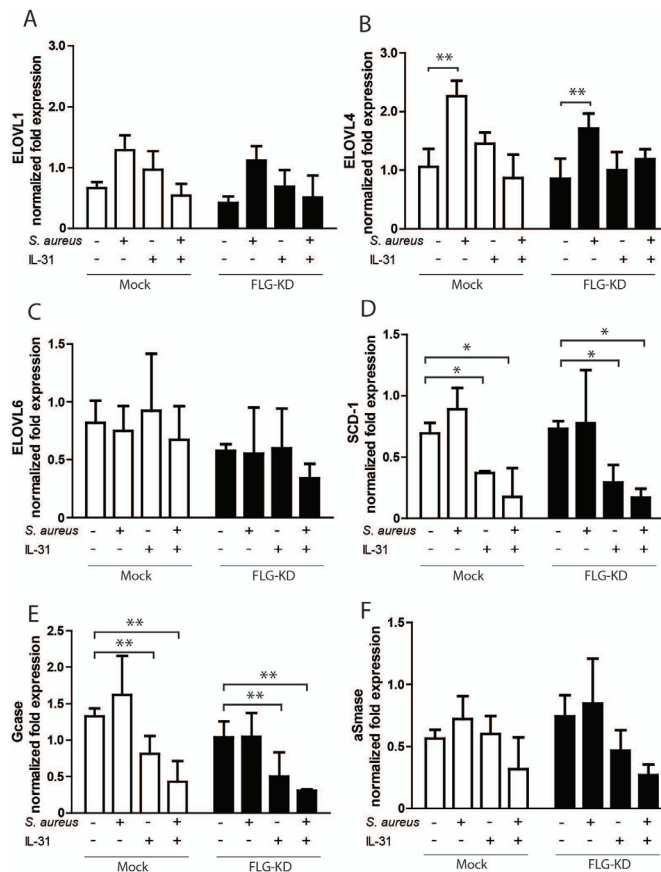 A
ELOVL1
normalized fold expression
3.0
2.0
1.0
0
S. aureus - + - + - + - +
IL-31 - - + + - - + +
Mock FLG-KD
B
ELOVL4
normalized fold expression
3.0
2.0
1.0
0
** **
S. aureus - + - + - + - +
IL-31 - - + + - - + +
Mock FLG-KD
C
ELOVL6
normalized fold expression
1.5
1.0
0.5
0
S. aureus - + - + - + - +
IL-31 - - + + - - + +
Mock FLG-KD
D
SCD-1
normalized fold expression
1.5
1.0
0.5
0
* *
* *
S. aureus - + - + - + - +
IL-31 - - + + - - + +
Mock FLG-KD
E
Gcase
normalized fold expression
2.5
2.0
1.5
1.0
0.5
0
** **
** **
S. aureus - + - + - + - +
IL-31 - - + + - - + +
Mock FLG-KD
F
aSmase
normalized fold expression
1.5
1.0
0.5
0
S. aureus - + - + - + - +
IL-31 - - + + - - + +
Mock FLG-KD